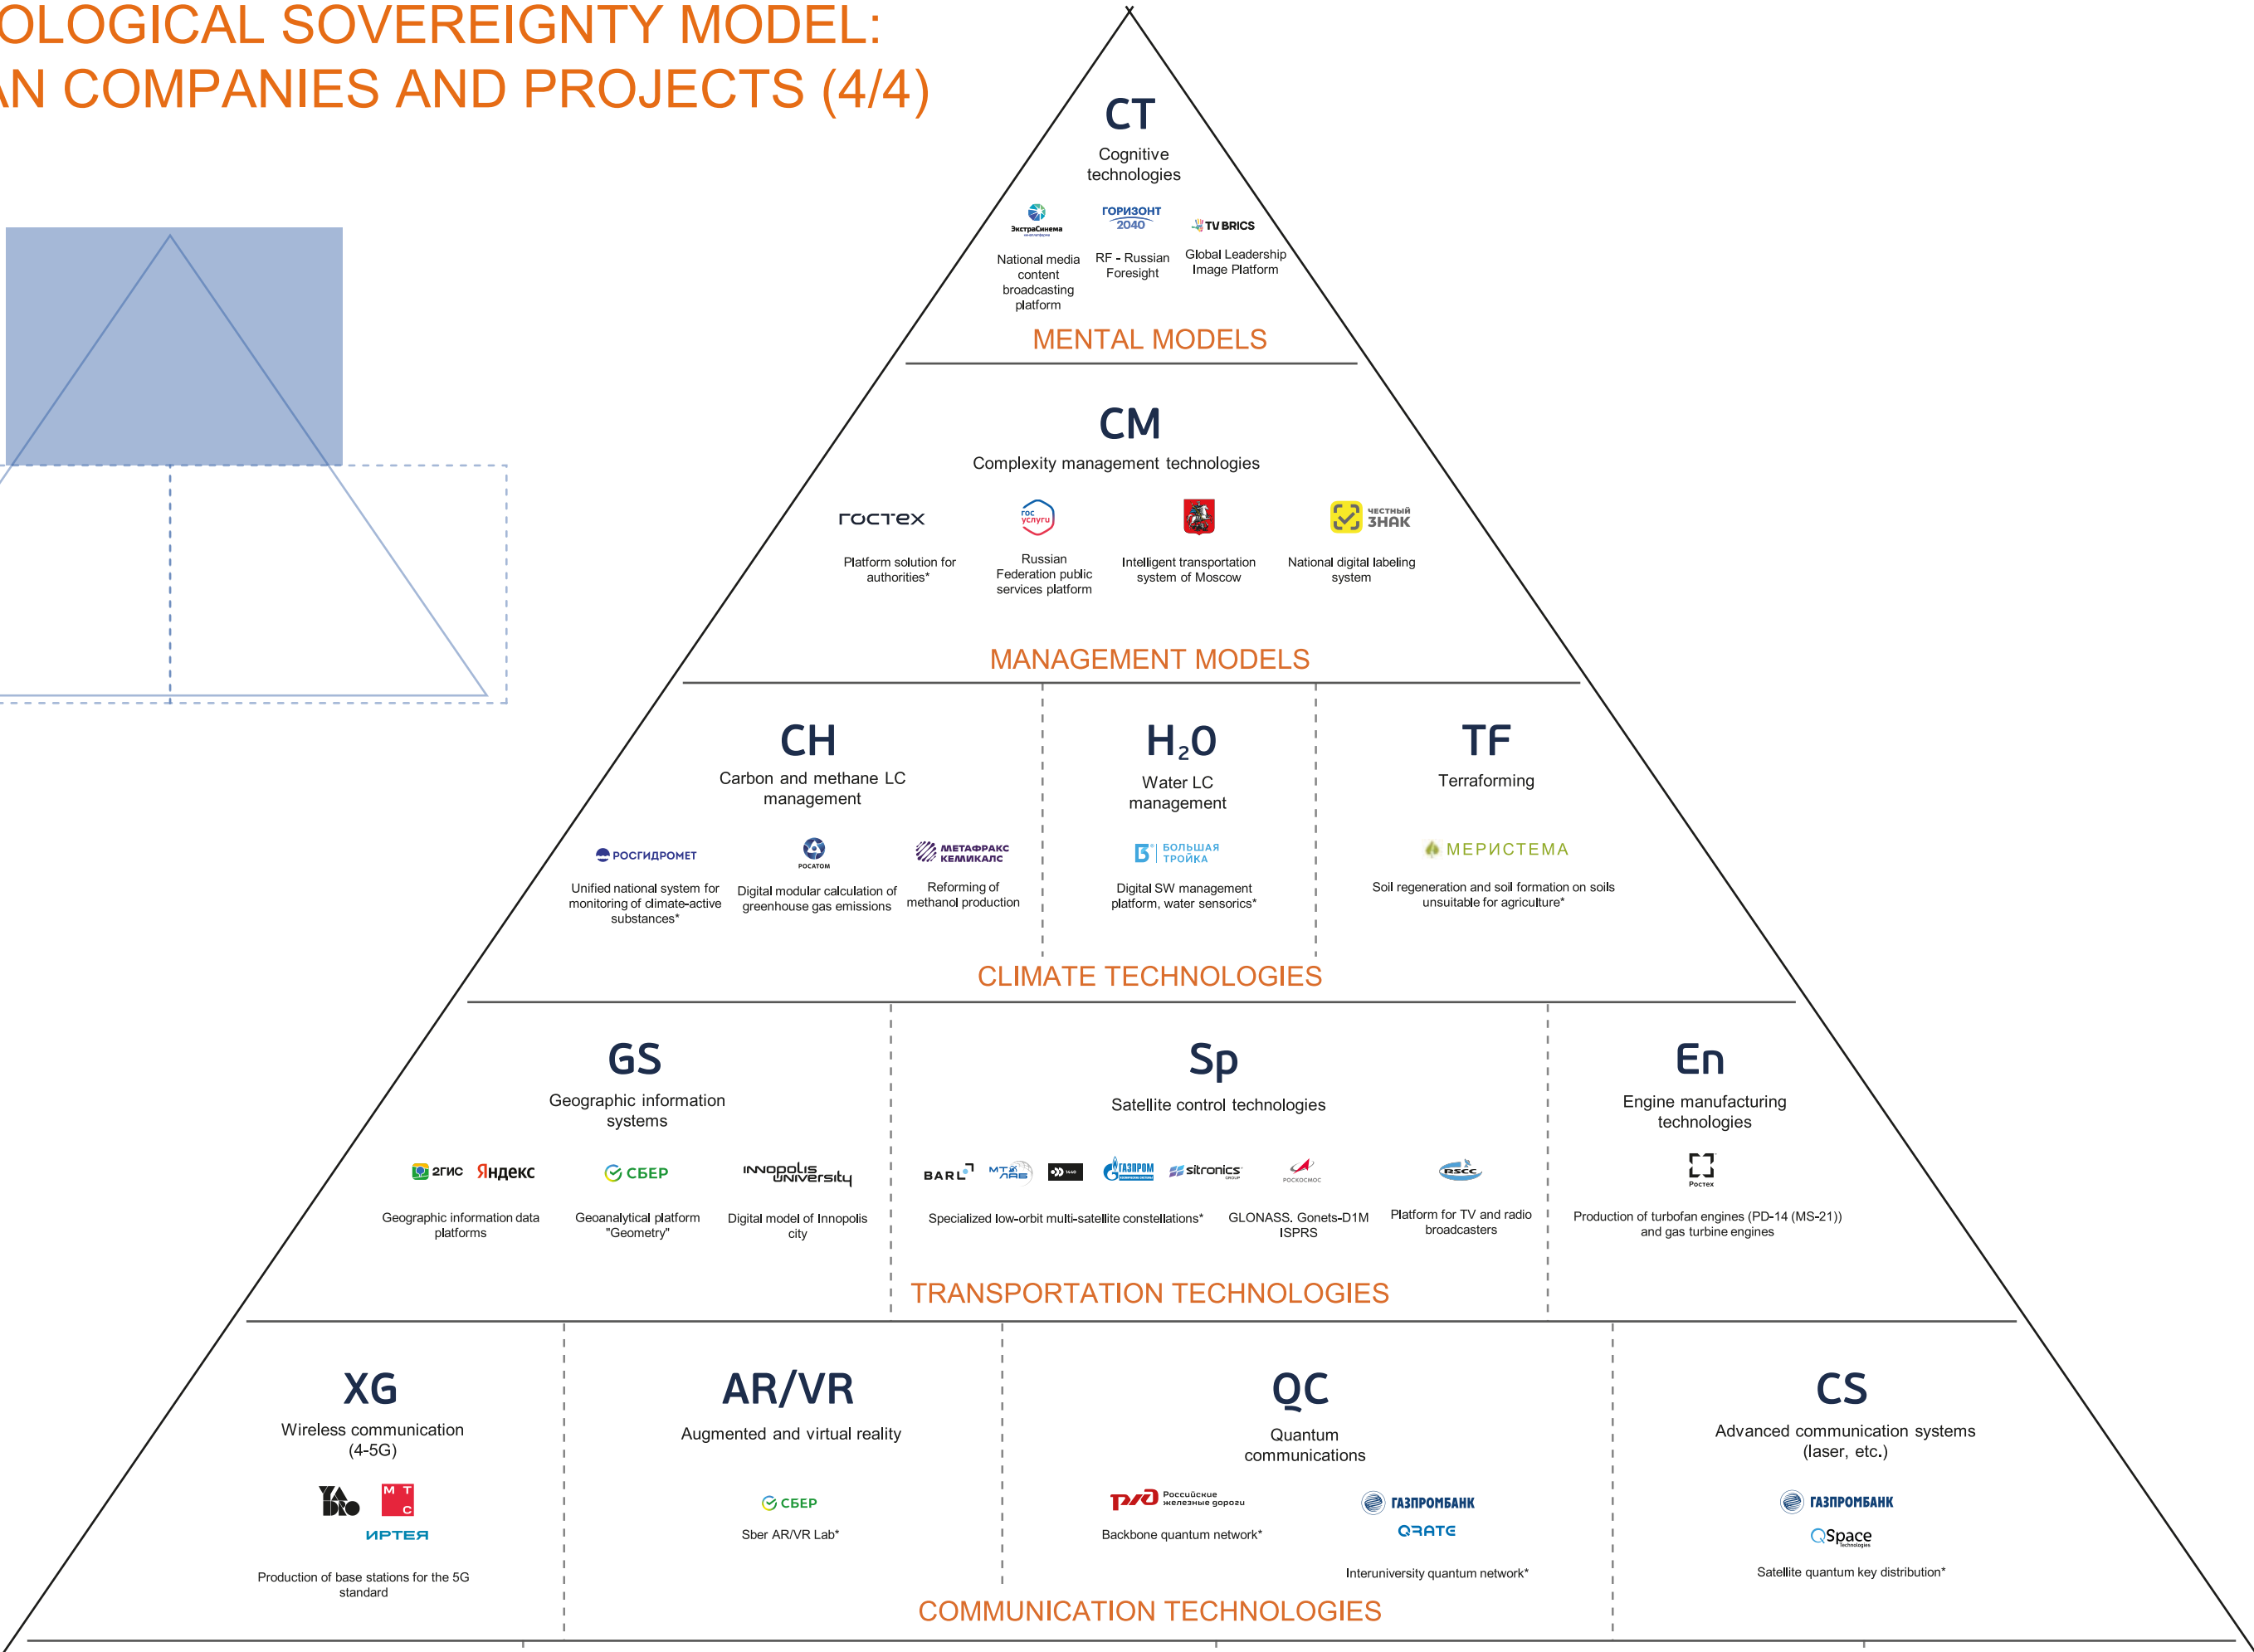 OLOGICAL SOVEREIGNTY MODEL:
AN COMPANIES AND PROJECTS (4/4)
CT
Cognitive
technologies
ЭкстраСинема
ГОРИЗОНТ
2040
TV BRICS
National media
content
broadcasting
platform
RF - Russian
Foresight
Global Leadership
Image Platform
MENTAL MODELS
CM
Complexity management technologies
гостех
гос
услуги
ЧЕСТНЫЙ
ЗНАК
Platform solution for
authorities*
Russian
Federation public
services platform
Intelligent transportation
system of Moscow
National digital labeling
system
MANAGEMENT MODELS
CH
Carbon and methane LC
management
РОСГИДРОМЕТ
РОСАТОМ
МЕТАФРАКС
КЕМИКАЛС
Unified national system for
monitoring of climate-active
substances*
Digital modular calculation of
greenhouse gas emissions
Reforming of
methanol production
H₂O
Water LC
management
Б БОЛЬШАЯ
ТРОЙКА
Digital SW management
platform, water sensorics*
TF
Terraforming
МЕРИСТЕМА
Soil regeneration and soil formation on soils
unsuitable for agriculture*
CLIMATE TECHNOLOGIES
GS
Geographic information
systems
2ГИС
Яндекс
СБЕР
INNOPOLIS
UNIVERSITY
Geographic information data
platforms
Geoanalytical platform
"Geometry"
Digital model of Innopolis
city
Sp
Satellite control technologies
BARL
МТ ЛАБ
1440
ГАЗПРОМ
sitronics
GROUP
РОСКОСМОС
RSCC
Specialized low-orbit multi-satellite constellations*
GLONASS. Gonets-D1M
ISPRS
Platform for TV and radio
broadcasters
En
Engine manufacturing
technologies
Ростех
Production of turbofan engines (PD-14 (MS-21))
and gas turbine engines
TRANSPORTATION TECHNOLOGIES
XG
Wireless communication
(4-5G)
YADRO
МТС
ИРТЕЯ
Production of base stations for the 5G
standard
AR/VR
Augmented and virtual reality
СБЕР
Sber AR/VR Lab*
QC
Quantum
communications
ржд Российские
железные дороги
Backbone quantum network*
ГАЗПРОМБАНК
QRATE
Interuniversity quantum network*
CS
Advanced communication systems
(laser, etc.)
ГАЗПРОМБАНК
QSpace
Technologies
Satellite quantum key distribution*
COMMUNICATION TECHNOLOGIES